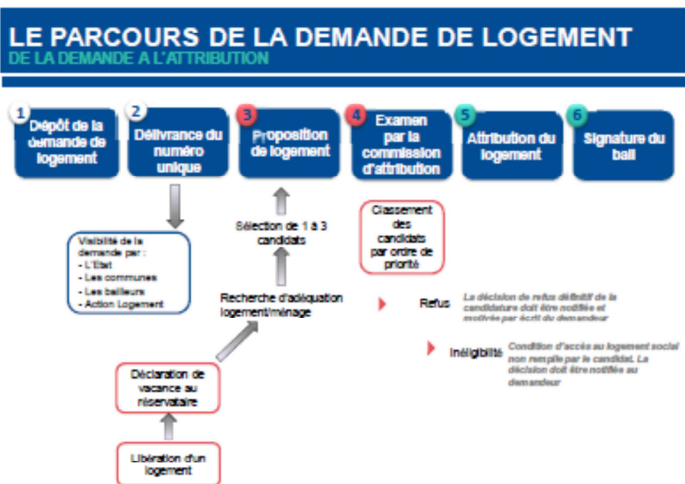 LE PARCOURS DE LA DEMANDE DE LOGEMENT
DE LA DEMANDE A L'ATTRIBUTION
1
Dépôt de la
demande de
logement
2
Délivrance du
numéro
unique
3
Proposition
de logement
4
Examen
par la
commission
d'attribution
5
Attribution du
logement
6
Signature du
bail
Visibilité de la
demande par :
- L'Etat
- Les communes
- Les bailleurs
- Action Logement
Sélection de 1 à 3
candidats
Classement
des
candidats
par ordre de
priorité
Recherche d'adéquation
logement/ménage
Refus
La décision de refus définitif de la
candidature doit être notifiée et
motivée par écrit du demandeur
Inéligibilité
Condition d'accès au logement social
non remplie par le candidat. La
décision doit être notifiée au
demandeur
Déclaration de
vacance au
réservataire
Libération d'un
logement